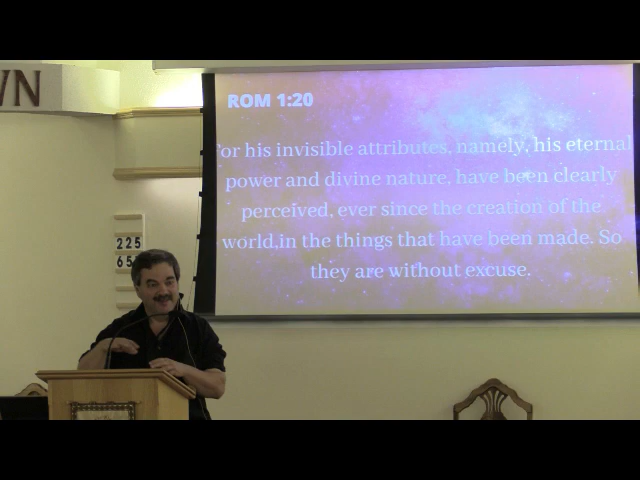 WN
ROM 1:20
For his invisible attributes, namely, his eternal
power and divine nature, have been clearly
perceived, ever since the creation of the
world,in the things that have been made. So
they are without excuse.
225